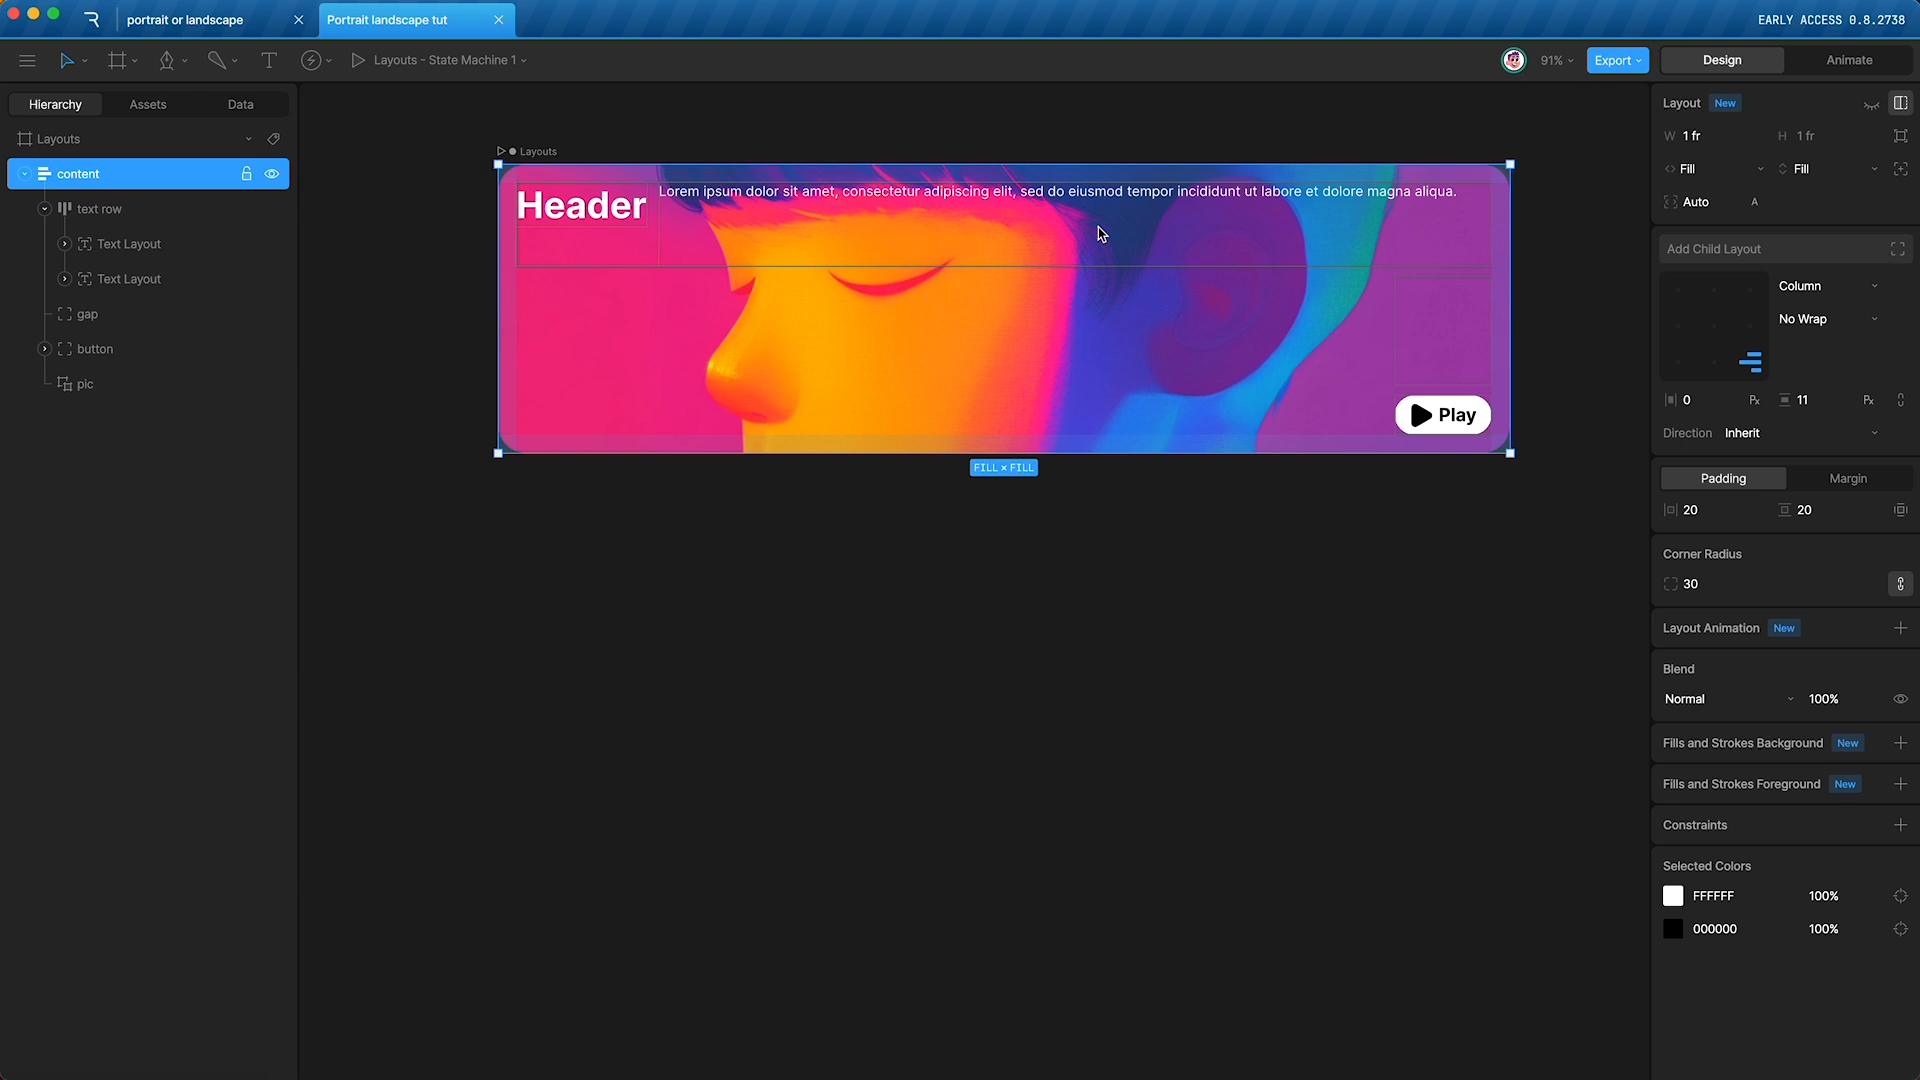 portrait or landscape
Portrait landscape tut
EARLY ACCESS 0.8.2738
Layouts - State Machine 1
91%
Export
Design
Animate
Hierarchy
Assets
Data
Layouts
content
text row
Text Layout
Text Layout
gap
button
pic
Layouts
Header
Lorem ipsum dolor sit amet, consectetur adipiscing elit, sed do eiusmod tempor incididunt ut labore et dolore magna aliqua.
Play
FILL × FILL
Layout New
W 1 fr H 1 fr
Fill Fill
Auto A
Add Child Layout
Column
No Wrap
0 Px 11 Px
Direction Inherit
Padding Margin
20 20
Corner Radius
30
Layout Animation New
Blend
Normal 100%
Fills and Strokes Background New
Fills and Strokes Foreground New
Constraints
Selected Colors
FFFFFF 100%
000000 100%